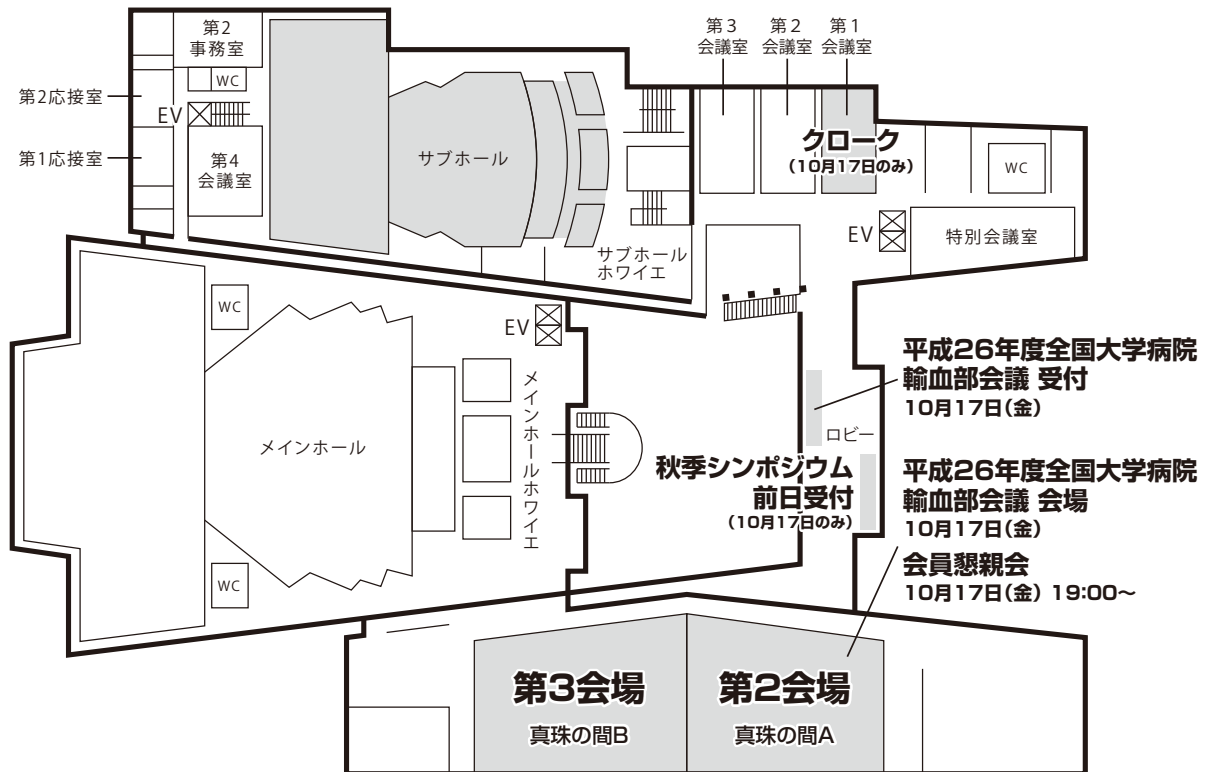 第2
事務室
WC
第2応接室
EV
第1応接室
第4
会議室
サブホール
サブホール
ホワイエ
第3
会議室
第2
会議室
第1
会議室
クローク
（10月17日のみ）
WC
EV
特別会議室
WC
EV
メインホール
メインホールホワイエ
WC
平成26年度全国大学病院
輸血部会議 受付
10月17日（金）
ロビー
秋季シンポジウム
前日受付
（10月17日のみ）
平成26年度全国大学病院
輸血部会議 会場
10月17日（金）
会員懇親会
10月17日（金） 19:00～
第3会場
真珠の間B
第2会場
真珠の間A